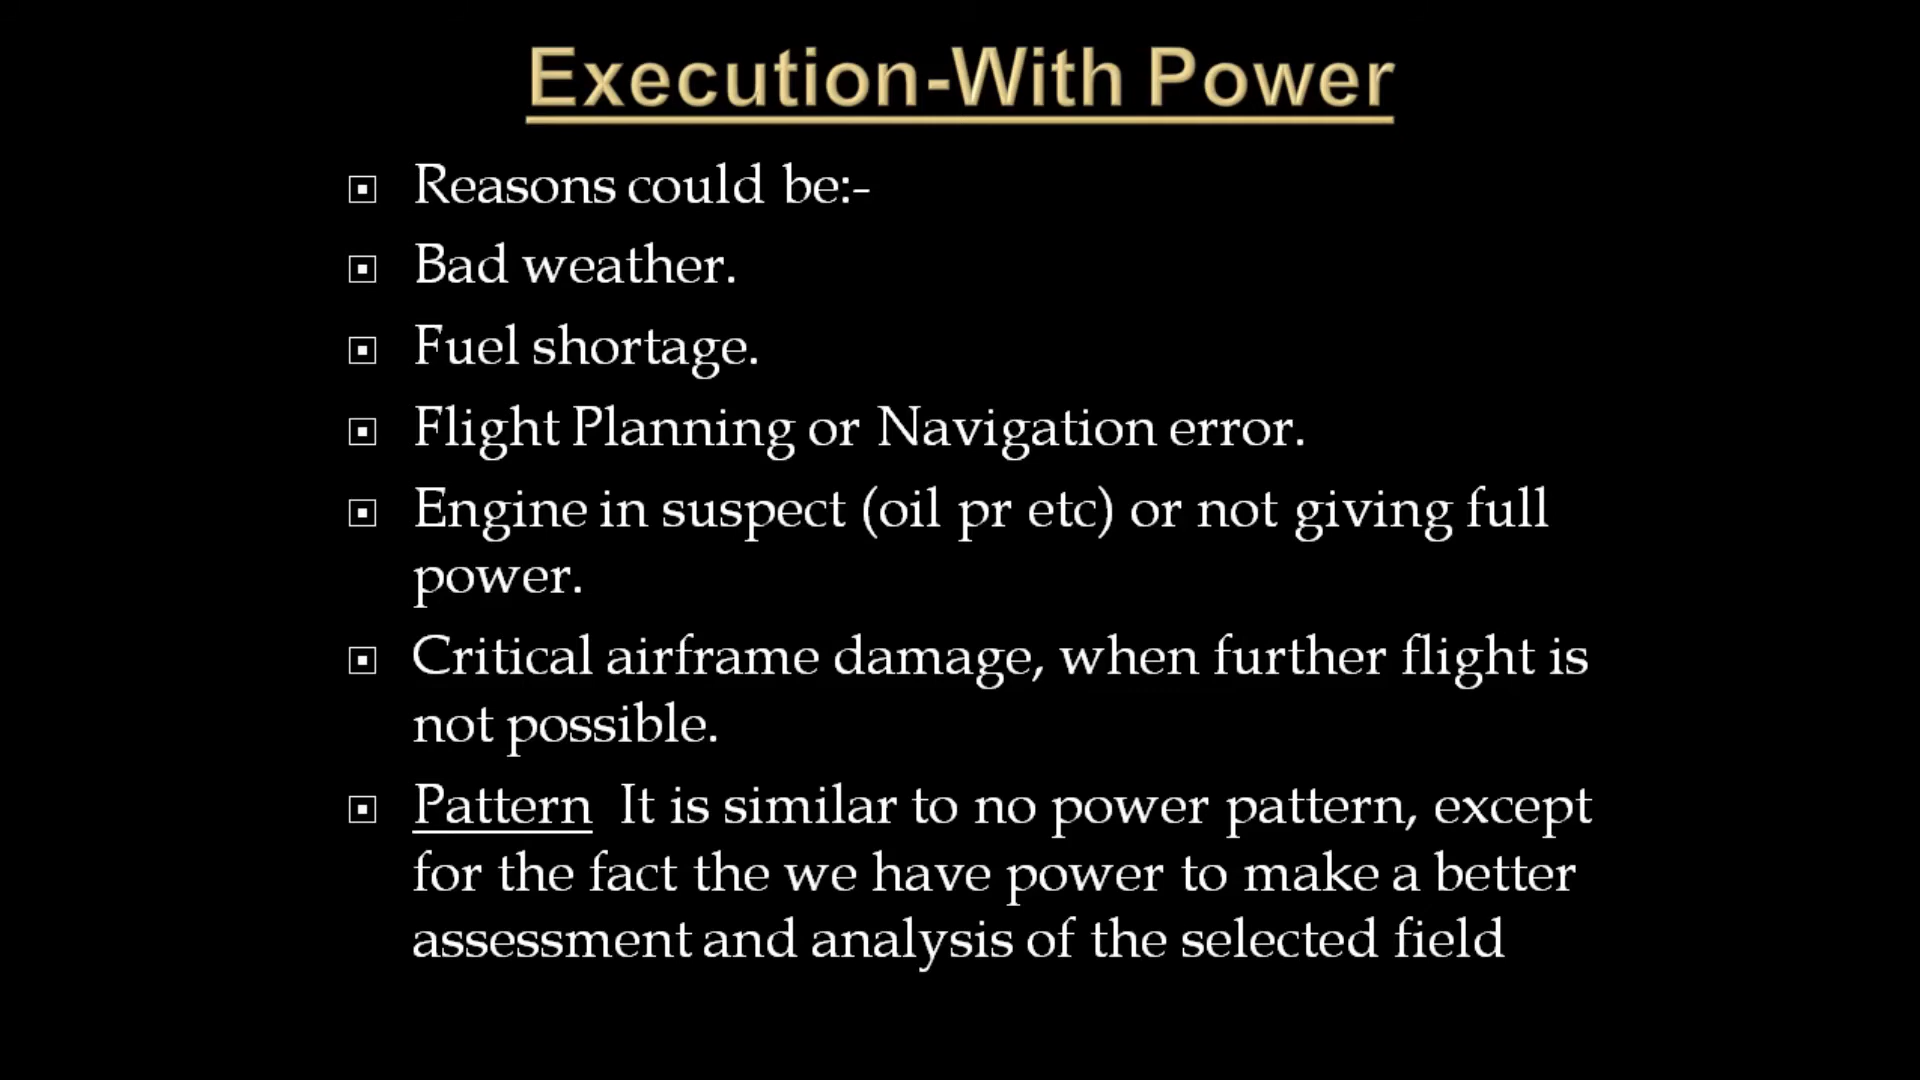 Execution-With Power
Reasons could be:-
Bad weather.
Fuel shortage.
Flight Planning or Navigation error.
Engine in suspect (oil pr etc) or not giving full
power.
Critical airframe damage, when further flight is
not possible.
Pattern It is similar to no power pattern, except
for the fact the we have power to make a better
assessment and analysis of the selected field